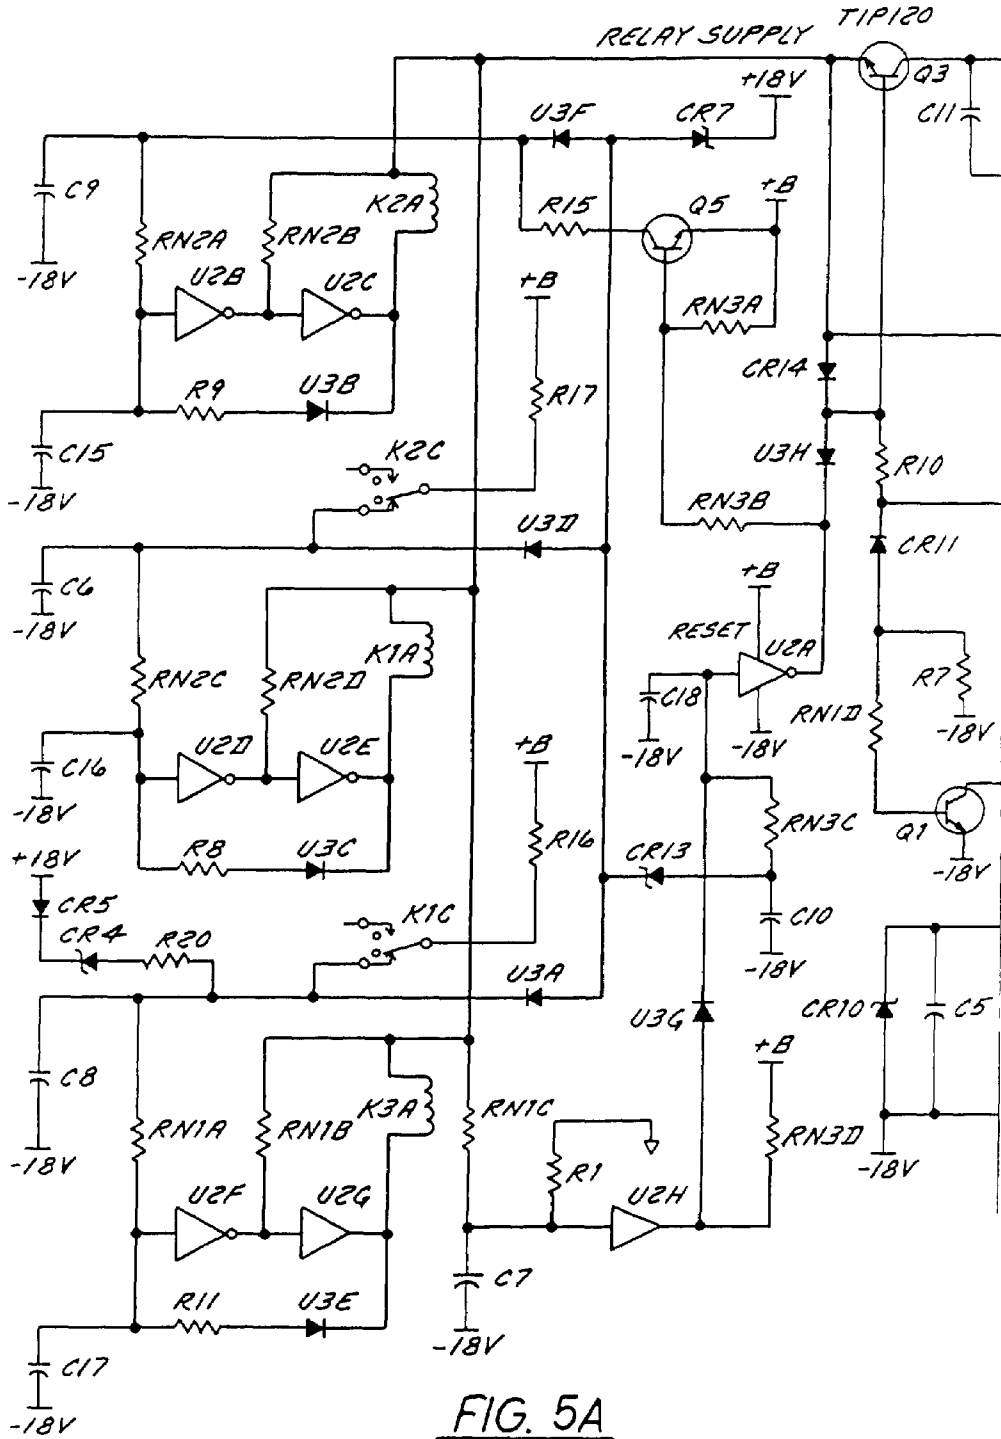 TIP120
RELAY SUPPLY
Q3
+18V
U3F
CR7
C11
C9
K2A
+B
Q5
R15
RN2A
RN2B
-18V
U2B
U2C
+B
RN3A
R9
U3B
R17
CR14
C15
K2C
U3H
R10
-18V
RN3B
U3D
CR11
C6
+B
-18V
K1A
RESET
U2A
RN2C
RN2D
C18
R7
RN1D
U2D
U2E
+B
-18V
-18V
-18V
C16
-18V
R8
U3C
R16
RN3C
Q1
+18V
CR13
-18V
CR5
K1C
C10
CR4
R20
-18V
U3A
U3G
CR10
C5
+B
C8
K3A
RN1C
RN1A
RN1B
RN3D
-18V
R1
-18V
U2F
U2G
U2H
C7
R11
U3E
-18V
C17
-18V
FIG. 5A